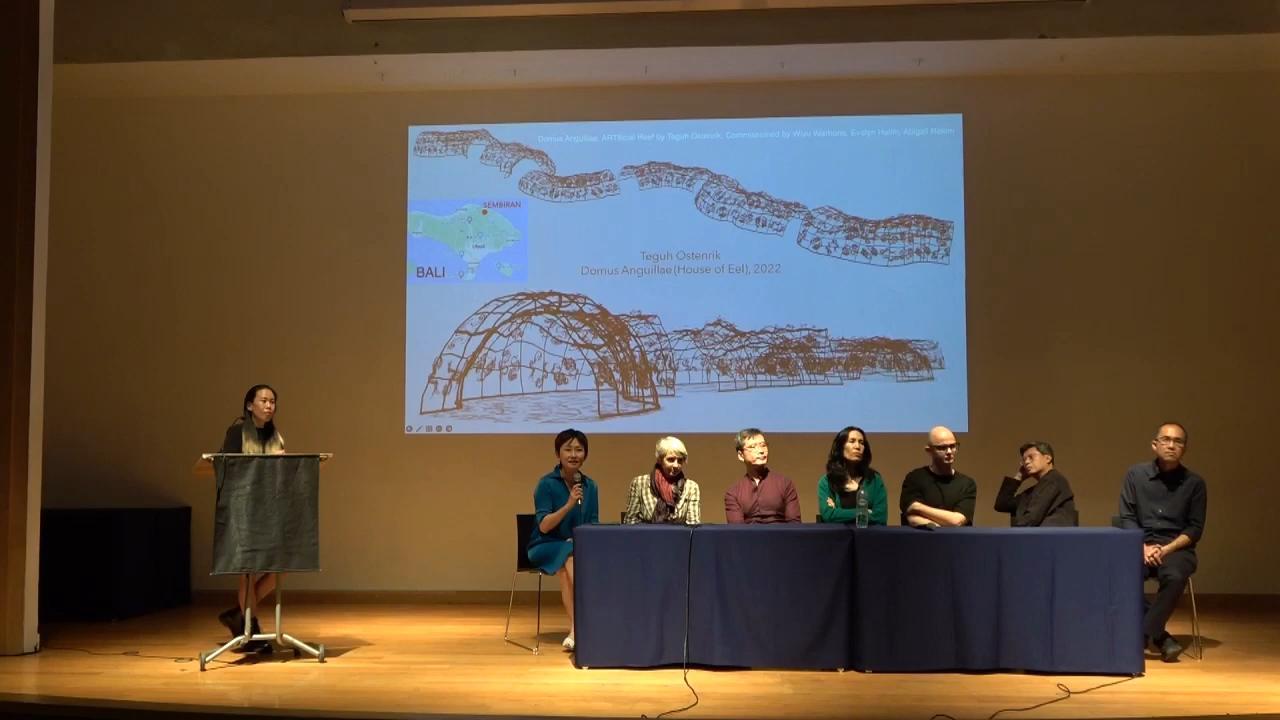 Domus Anguillae, ARTificial Reef by Teguh Ostenrik, Commissioned by Wiwi Warhona, Evelyn Halim, Abigail Hakim
SEMBIRAN
BALI
Teguh Ostenrik
Domus Anguillae (House of Eel), 2022